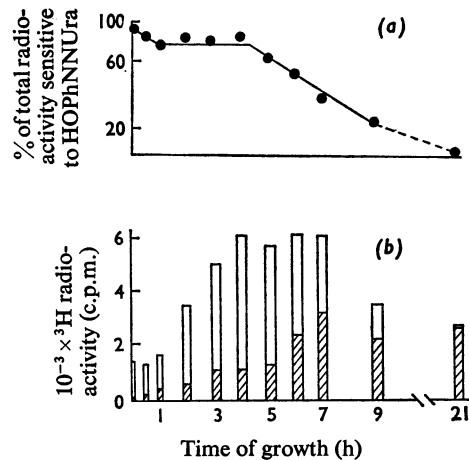 100
60
20
% of total radio-
activity sensitive
to HOPhNNUra
(a)
6
4
2
0
10⁻³ × ³H radio-
activity (c.p.m.)
(b)
1 3 5 7 9 21
Time of growth (h)